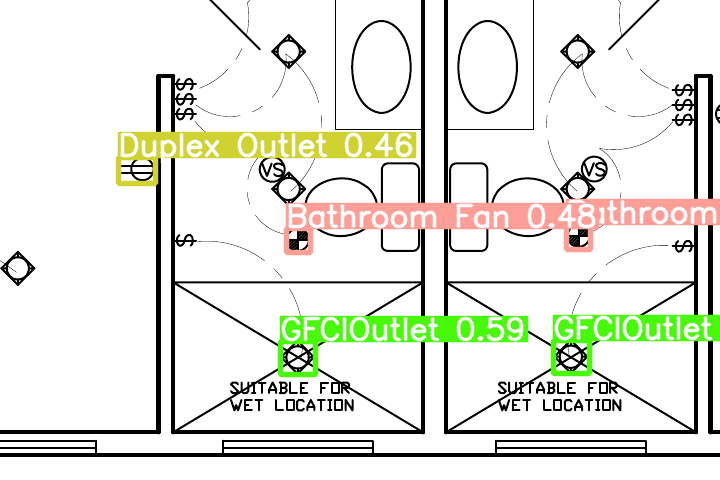 $
$
$
$
$
$
Duplex Outlet 0.46
VS
VS
Bathroom Fan 0.48
throom
$
$
GFCIOutlet 0.59
GFCIOutlet
SUITABLE FOR
WET LOCATION
SUITABLE FOR
WET LOCATION